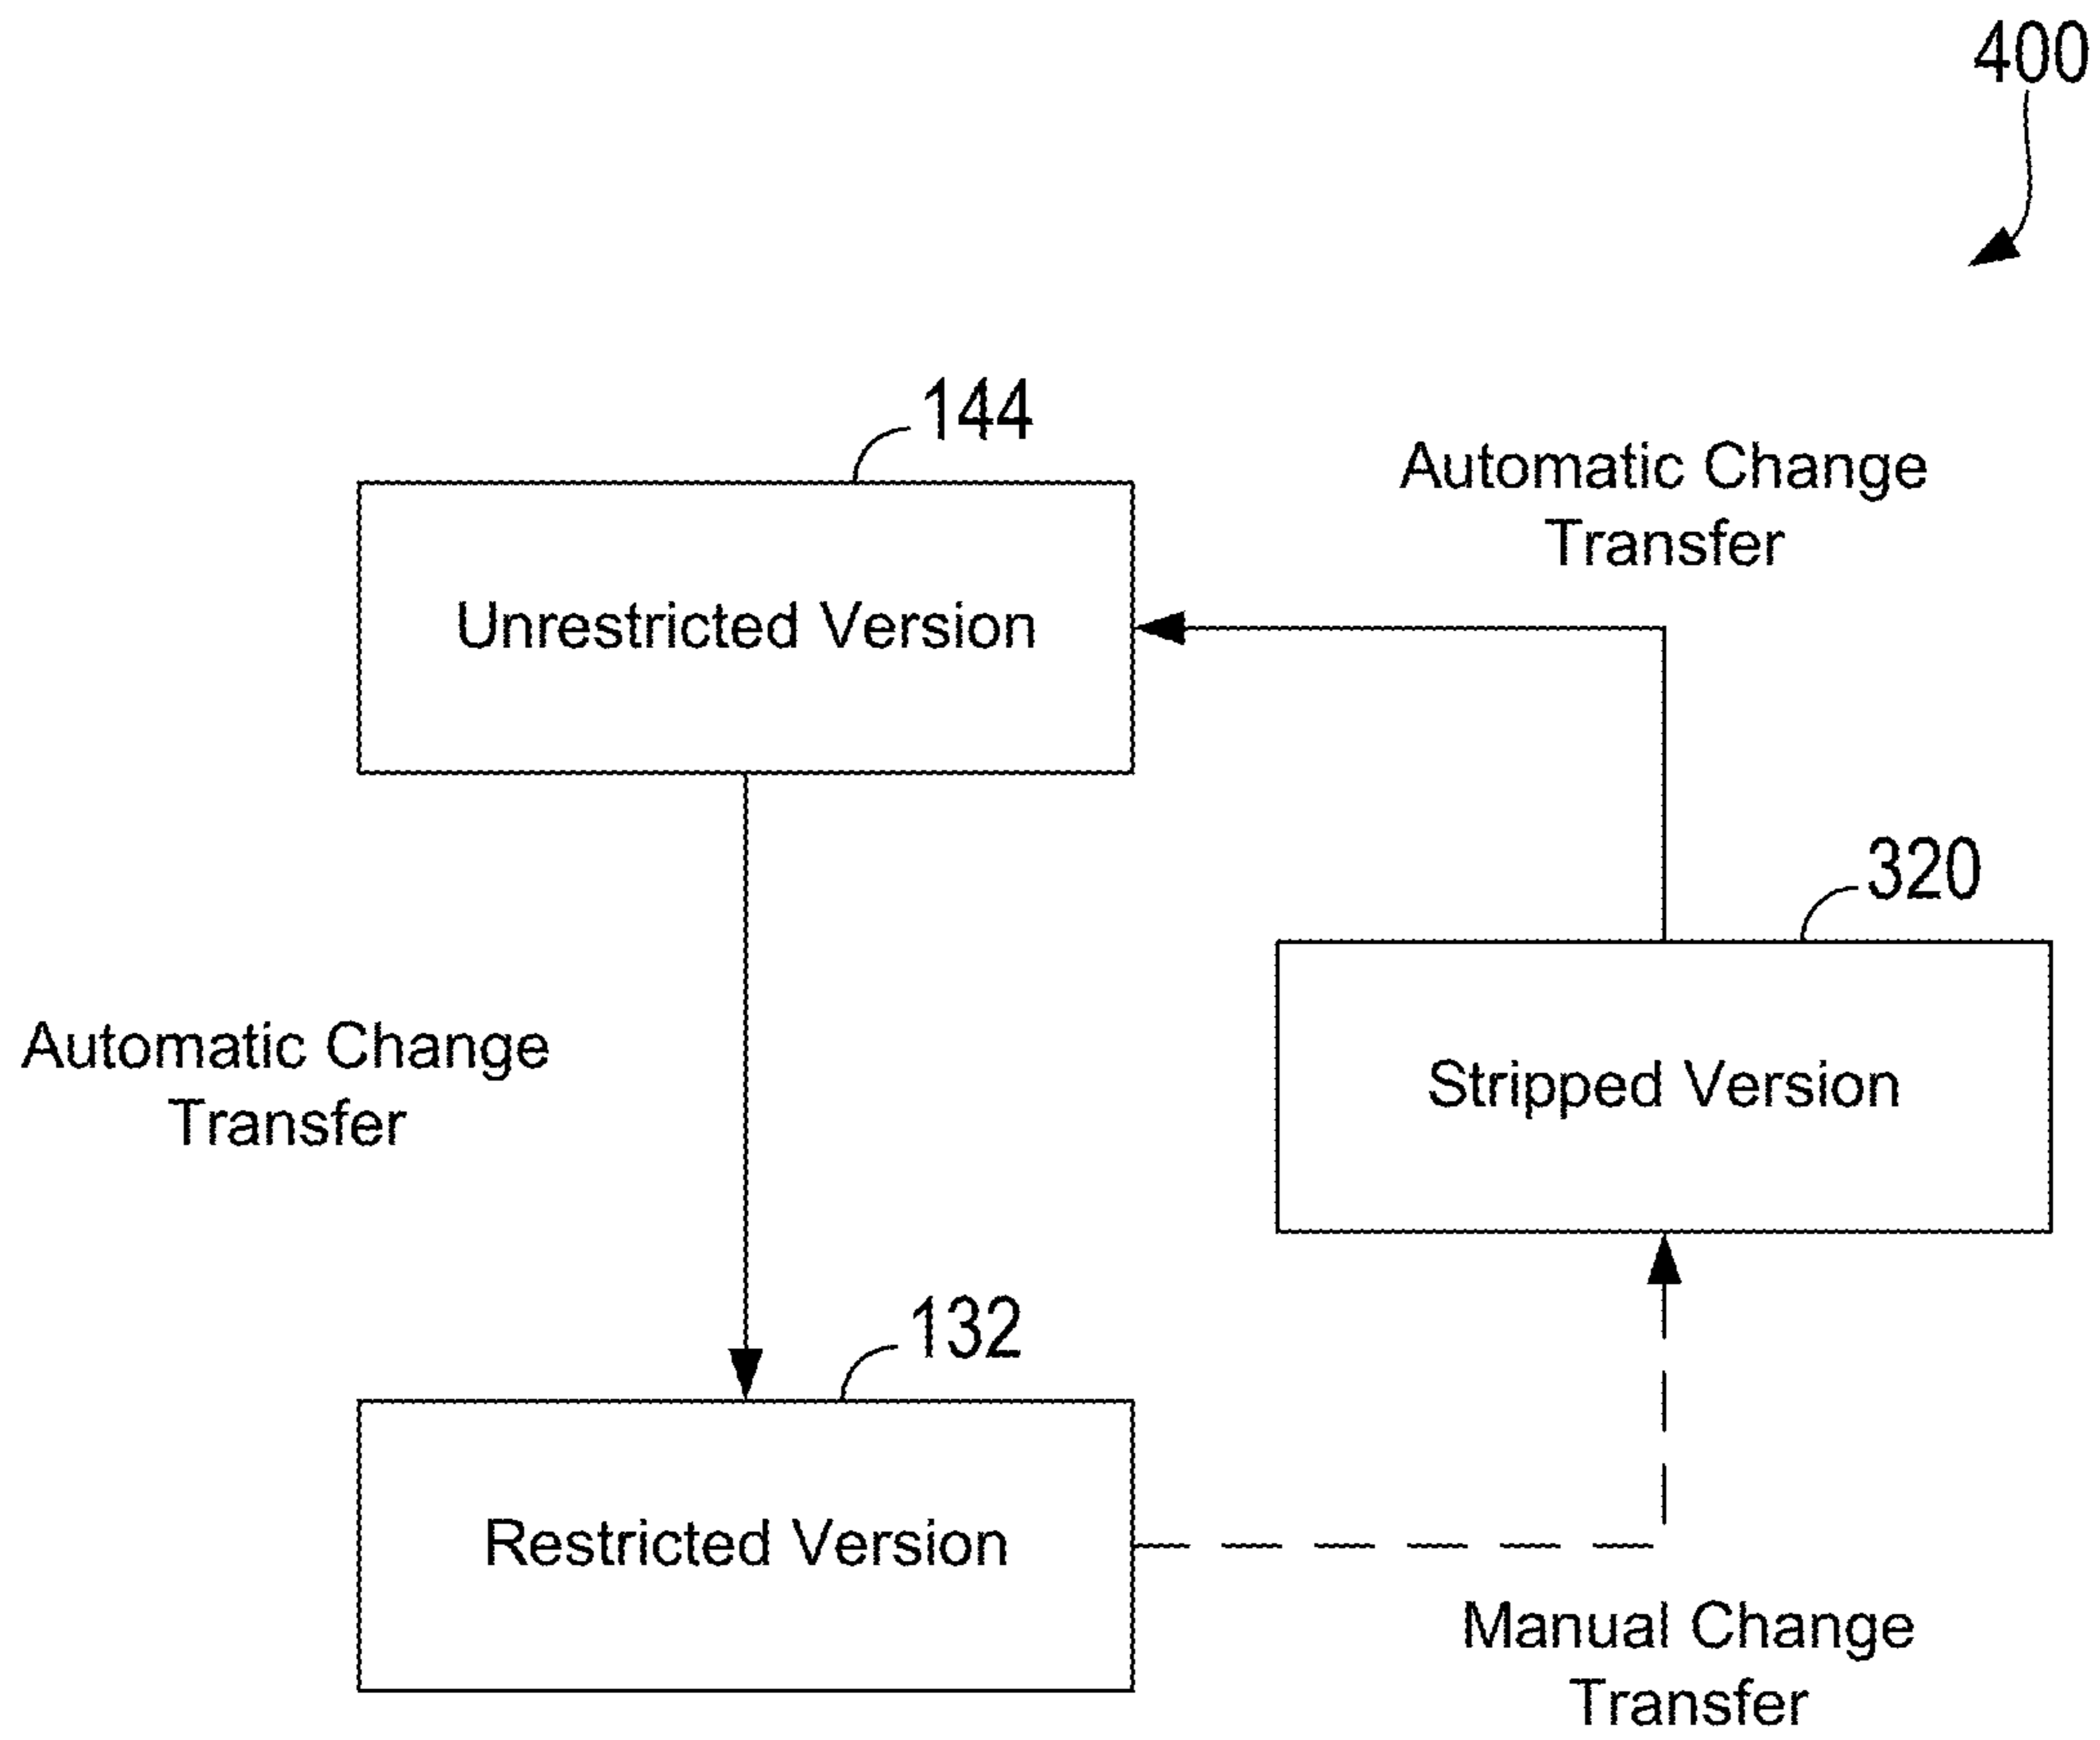 400
144
Automatic Change
Transfer
Unrestricted Version
320
Stripped Version
Automatic Change
Transfer
132
Restricted Version
Manual Change
Transfer